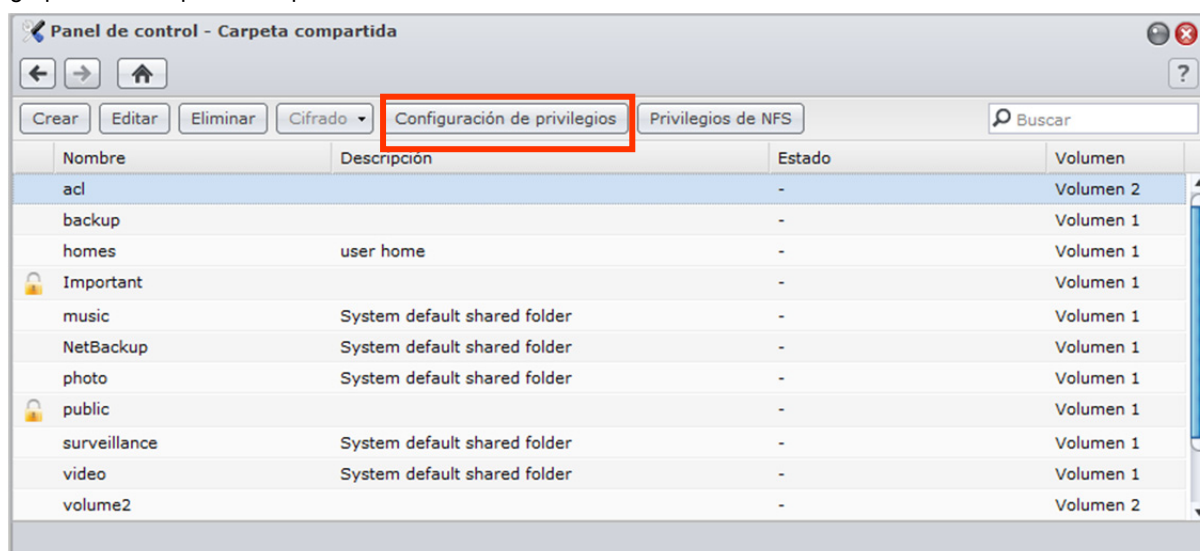 Panel de control - Carpeta compartida
?
Crear Editar Eliminar Cifrado Configuración de privilegios Privilegios de NFS Buscar
Nombre Descripción Estado Volumen
acl - Volumen 2
backup - Volumen 1
homes user home - Volumen 1
Important - Volumen 1
music System default shared folder - Volumen 1
NetBackup System default shared folder - Volumen 1
photo System default shared folder - Volumen 1
public - Volumen 1
surveillance System default shared folder - Volumen 1
video System default shared folder - Volumen 1
volume2 - Volumen 2